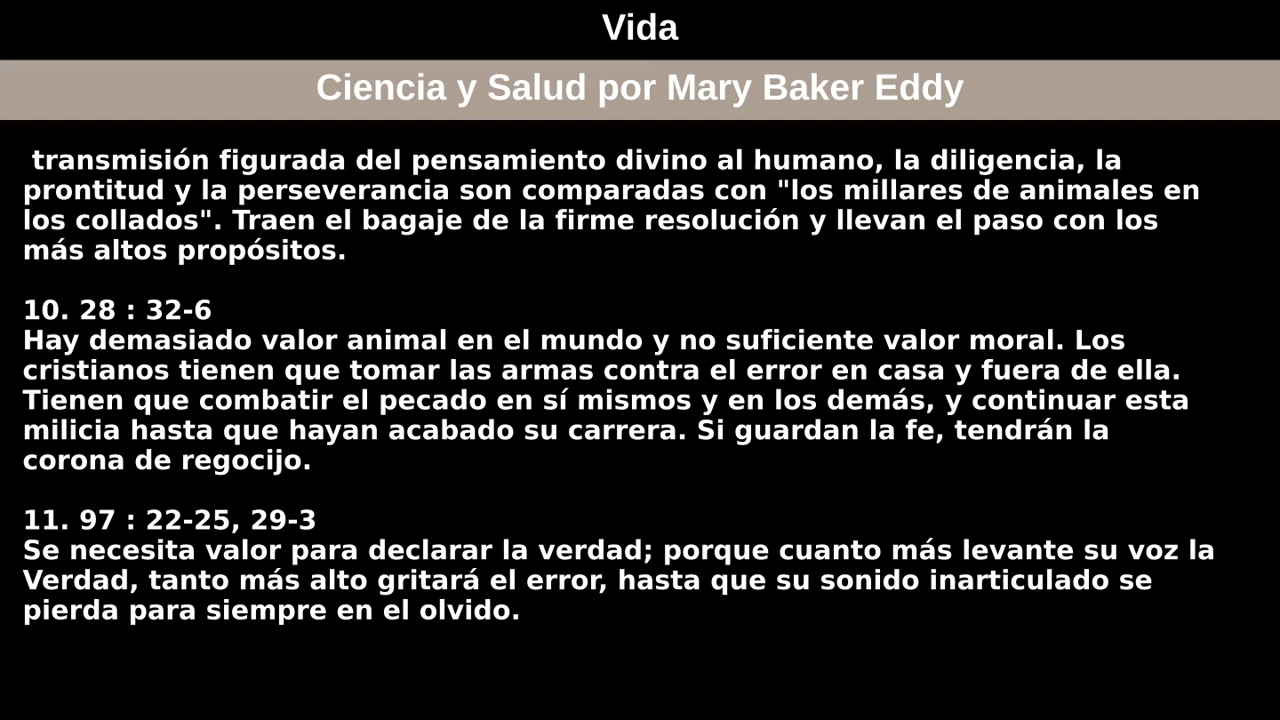 Vida
Ciencia y Salud por Mary Baker Eddy
transmisión figurada del pensamiento divino al humano, la diligencia, la
prontitud y la perseverancia son comparadas con "los millares de animales en
los collados". Traen el bagaje de la firme resolución y llevan el paso con los
más altos propósitos.
10. 28 : 32-6
Hay demasiado valor animal en el mundo y no suficiente valor moral. Los
cristianos tienen que tomar las armas contra el error en casa y fuera de ella.
Tienen que combatir el pecado en sí mismos y en los demás, y continuar esta
milicia hasta que hayan acabado su carrera. Si guardan la fe, tendrán la
corona de regocijo.
11. 97 : 22-25, 29-3
Se necesita valor para declarar la verdad; porque cuanto más levante su voz la
Verdad, tanto más alto gritará el error, hasta que su sonido inarticulado se
pierda para siempre en el olvido.